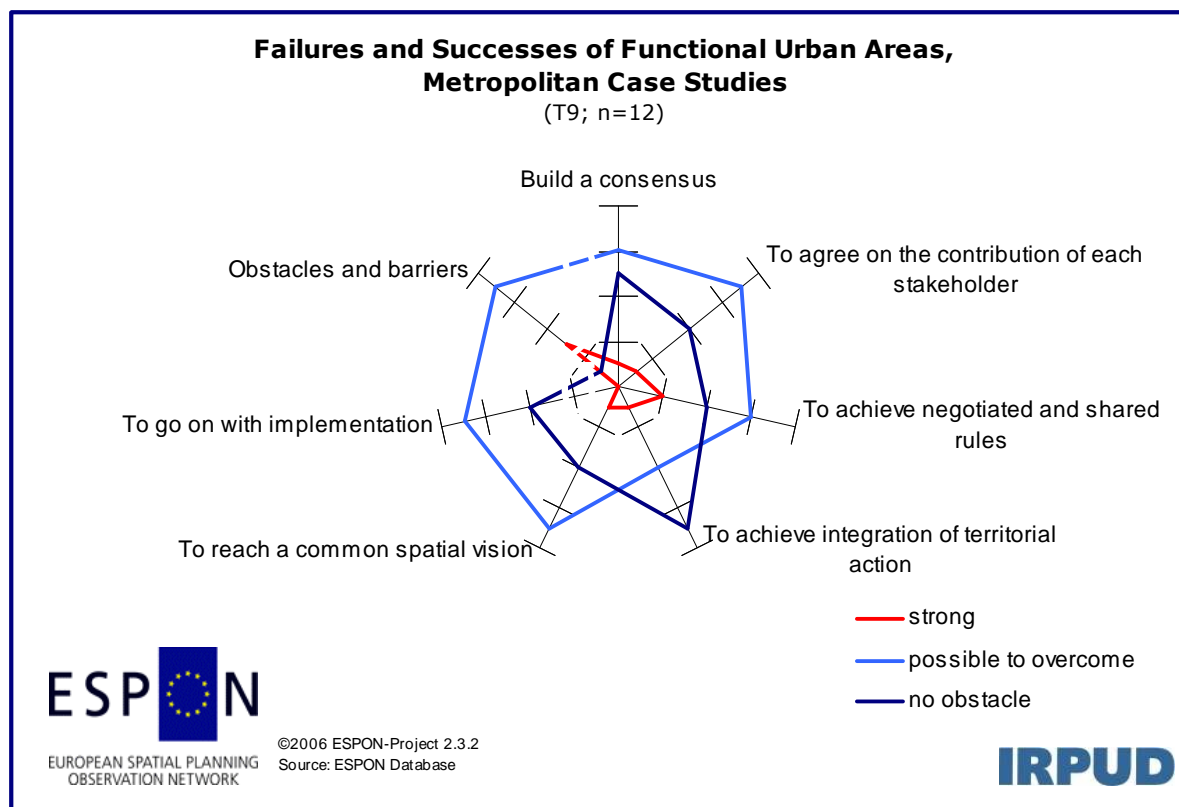 Failures and Successes of Functional Urban Areas,
Metropolitan Case Studies
(T9; n=12)
Build a consensus
To agree on the contribution of each
stakeholder
Obstacles and barriers
To achieve negotiated and shared
rules
To go on with implementation
To achieve integration of territorial
action
To reach a common spatial vision
strong
possible to overcome
no obstacle
ESPON
EUROPEAN SPATIAL PLANNING
OBSERVATION NETWORK
©2006 ESPON-Project 2.3.2
Source: ESPON Database
IRPUD